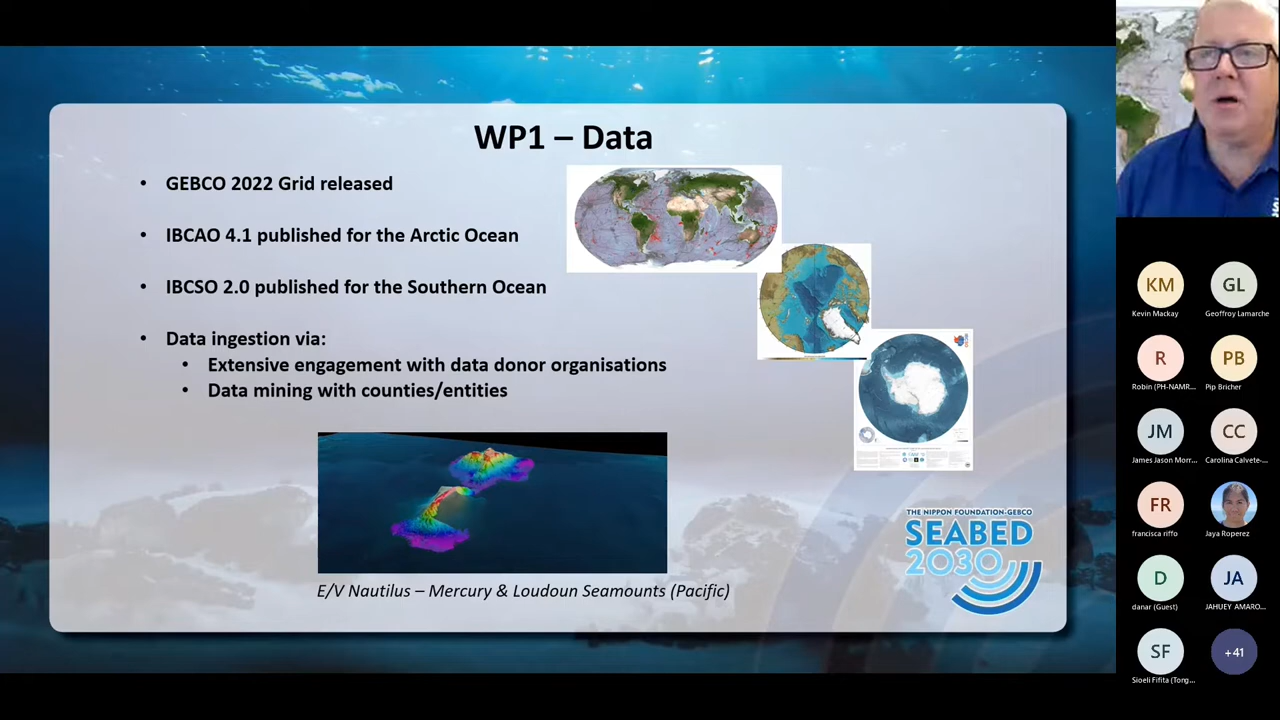 WP1 – Data
• GEBCO 2022 Grid released
• IBCAO 4.1 published for the Arctic Ocean
• IBCSO 2.0 published for the Southern Ocean
• Data ingestion via:
• Extensive engagement with data donor organisations
• Data mining with counties/entities
E/V Nautilus – Mercury & Loudoun Seamounts (Pacific)
THE NIPPON FOUNDATION-GEBCO
SEABED
2030
KM
Kevin Mackay
GL
Geoffroy Lamarche
R
Robin (PH-NAMR...
PB
Pip Bricher
JM
James Jason Morr...
CC
Carolina Calvete-...
FR
francisca riffo
Jaya Roperez
D
danar (Guest)
JA
JAHUEY AMARO...
SF
Sioeli Fifita (Tong...
+41